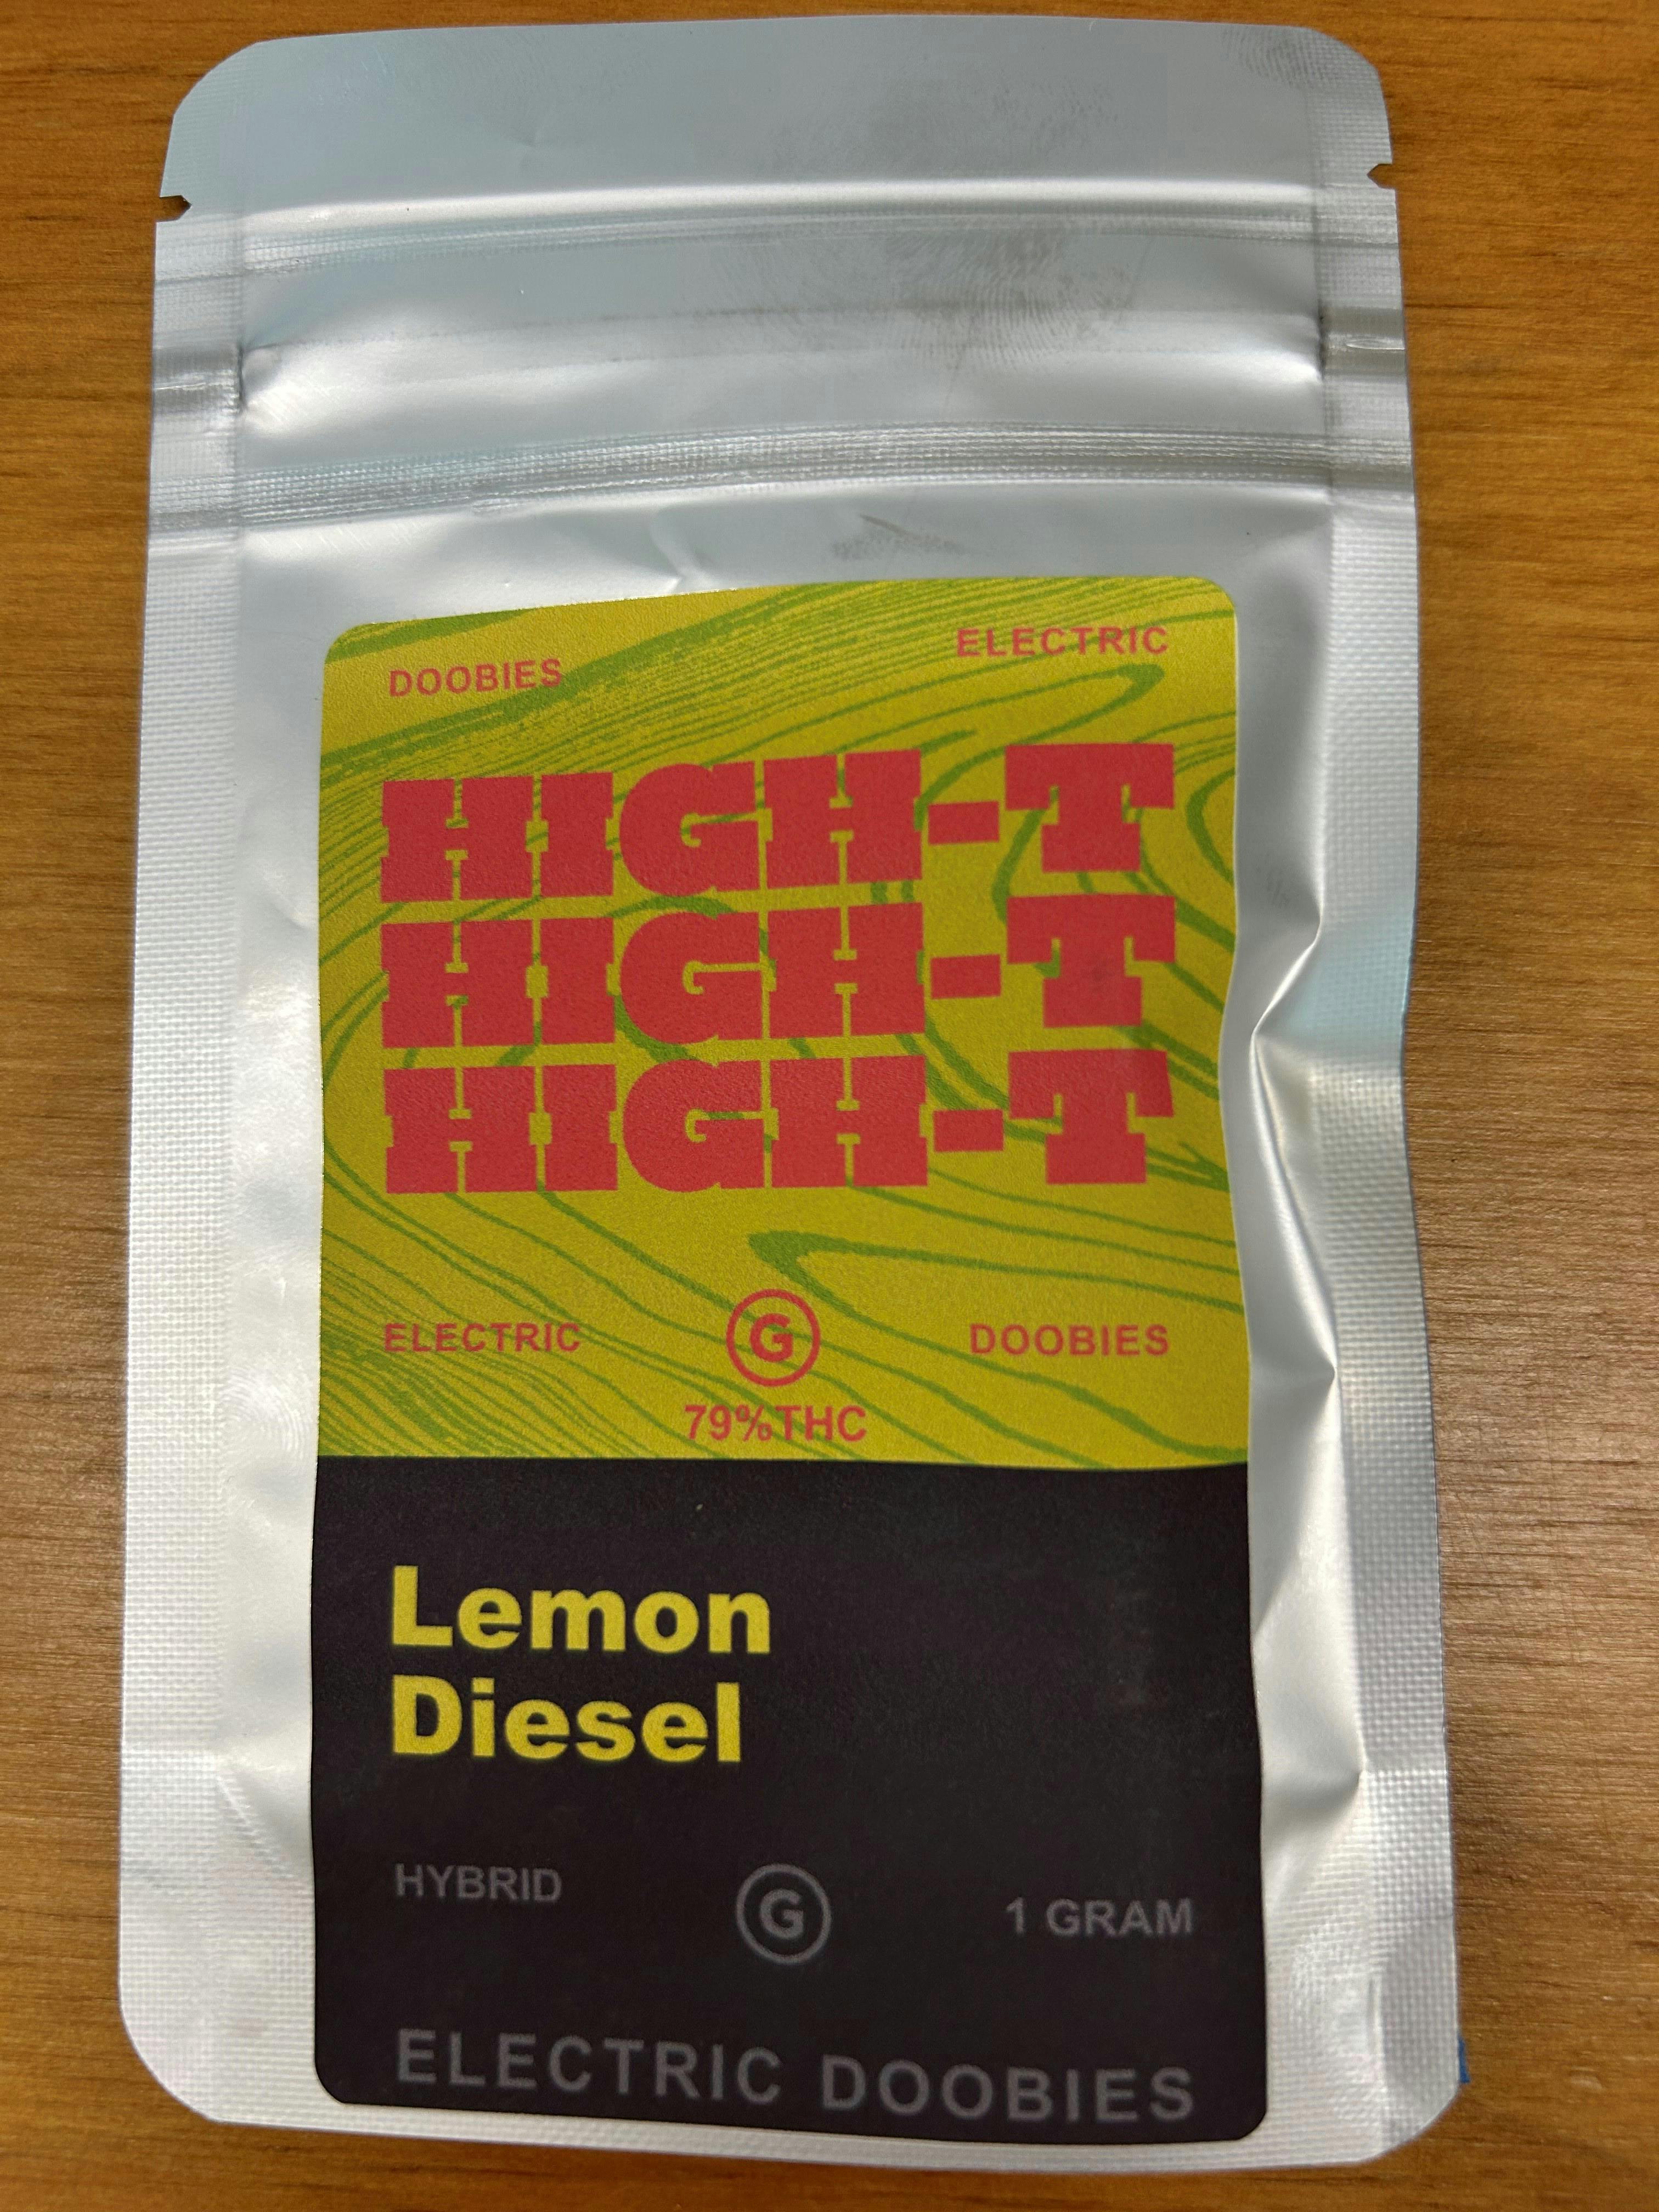 DOOBIES ELECTRIC
HIGH-T
HIGH-T
HIGH-T
ELECTRIC G DOOBIES
79%THC
Lemon
Diesel
HYBRID G 1 GRAM
ELECTRIC DOOBIES